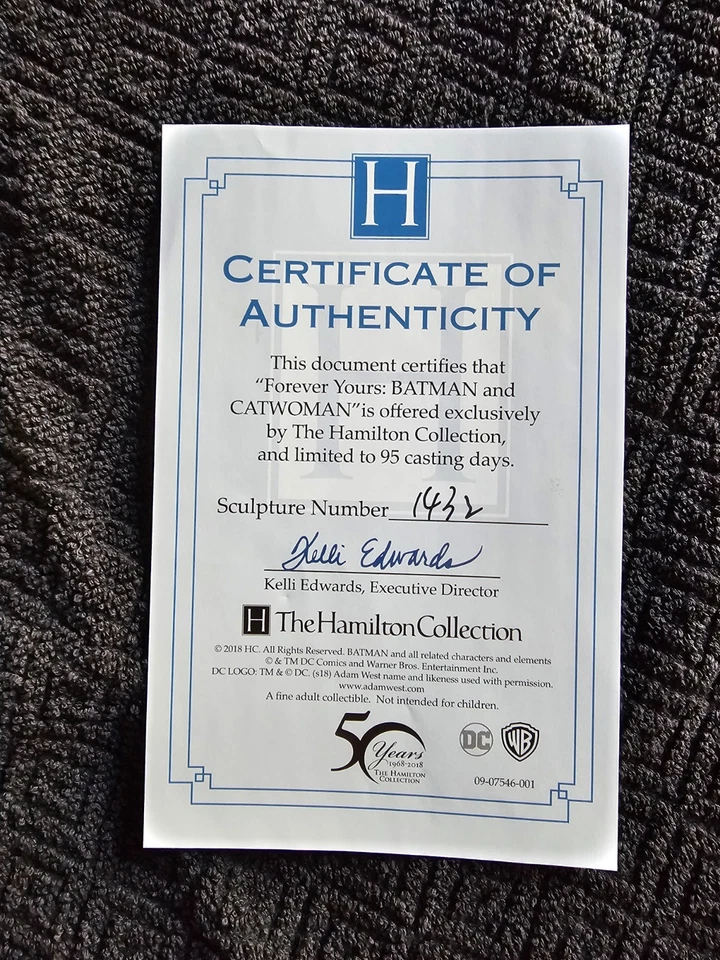 H
CERTIFICATE OF
AUTHENTICITY
This document certifies that
“Forever Yours: BATMAN and
CATWOMAN”is offered exclusively
by The Hamilton Collection,
and limited to 95 casting days.
Sculpture Number 1432
Kelli Edwards
Kelli Edwards, Executive Director
H The Hamilton Collection
© 2018 HC. All Rights Reserved. BATMAN and all related characters and elements
© & TM DC Comics and Warner Bros. Entertainment Inc.
DC LOGO: TM & © DC. (s18) Adam West name and likeness used with permission.
www.adamwest.com
A fine adult collectible. Not intended for children.
50 Years
1968-2018
THE HAMILTON
COLLECTION
DC WB
09-07546-001